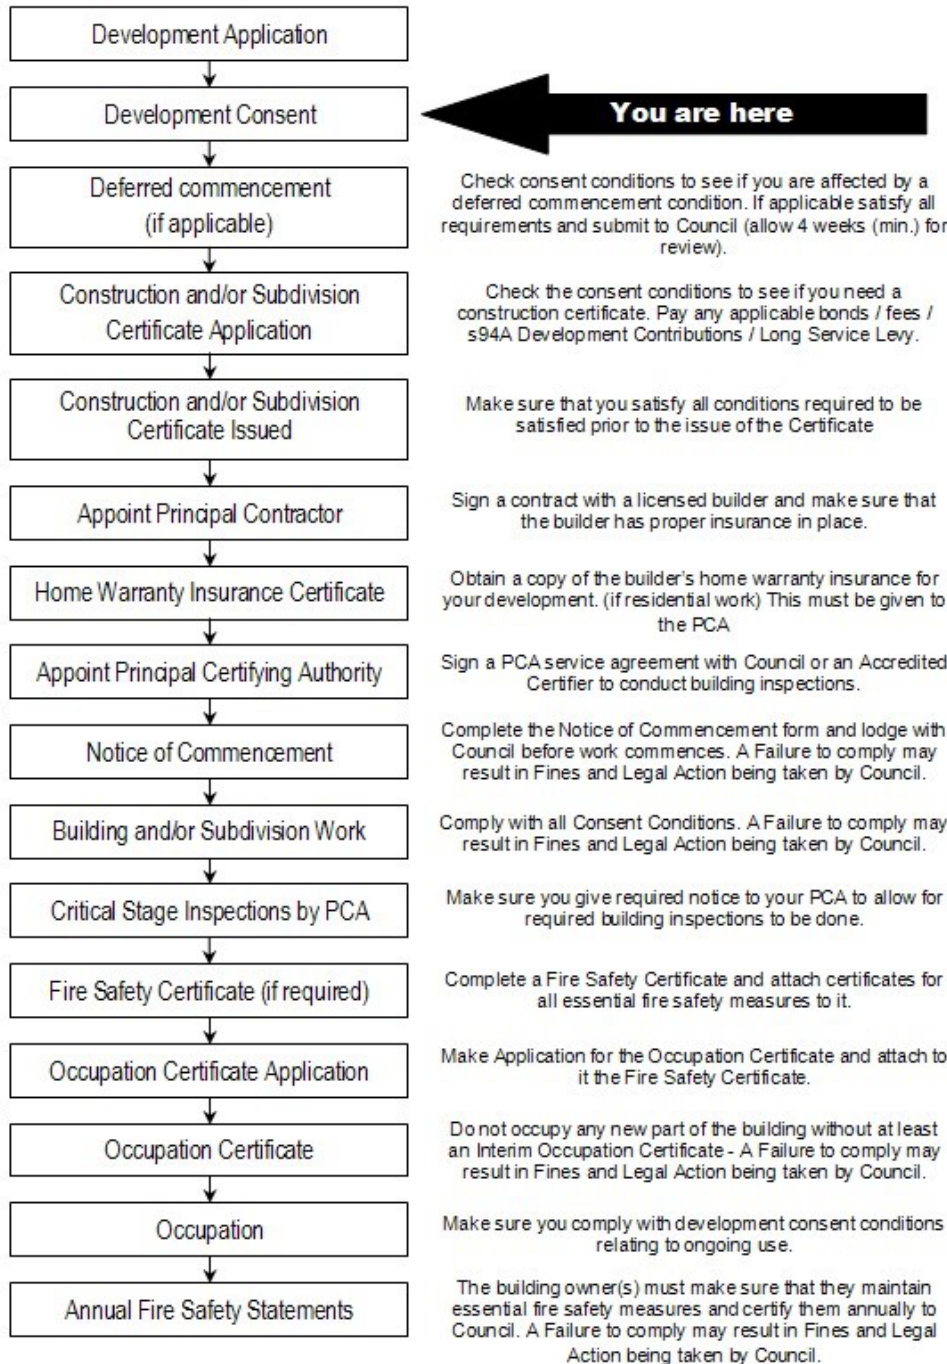 Development Application
Development Consent
You are here
Deferred commencement
(if applicable)
Check consent conditions to see if you are affected by a
deferred commencement condition. If applicable satisfy all
requirements and submit to Council (allow 4 weeks (min.) for
review).
Construction and/or Subdivision
Certificate Application
Check the consent conditions to see if you need a
construction certificate. Pay any applicable bonds / fees /
s94A Development Contributions / Long Service Levy.
Construction and/or Subdivision
Certificate Issued
Make sure that you satisfy all conditions required to be
satisfied prior to the issue of the Certificate
Appoint Principal Contractor
Sign a contract with a licensed builder and make sure that
the builder has proper insurance in place.
Home Warranty Insurance Certificate
Obtain a copy of the builder's home warranty insurance for
your development. (if residential work) This must be given to
the PCA
Appoint Principal Certifying Authority
Sign a PCA service agreement with Council or an Accredited
Certifier to conduct building inspections.
Notice of Commencement
Complete the Notice of Commencement form and lodge with
Council before work commences. A Failure to comply may
result in Fines and Legal Action being taken by Council.
Building and/or Subdivision Work
Comply with all Consent Conditions. A Failure to comply may
result in Fines and Legal Action being taken by Council.
Critical Stage Inspections by PCA
Make sure you give required notice to your PCA to allow for
required building inspections to be done.
Fire Safety Certificate (if required)
Complete a Fire Safety Certificate and attach certificates for
all essential fire safety measures to it.
Occupation Certificate Application
Make Application for the Occupation Certificate and attach to
it the Fire Safety Certificate.
Occupation Certificate
Do not occupy any new part of the building without at least
an Interim Occupation Certificate - A Failure to comply may
result in Fines and Legal Action being taken by Council.
Occupation
Make sure you comply with development consent conditions
relating to ongoing use.
Annual Fire Safety Statements
The building owner(s) must make sure that they maintain
essential fire safety measures and certify them annually to
Council. A Failure to comply may result in Fines and Legal
Action being taken by Council.